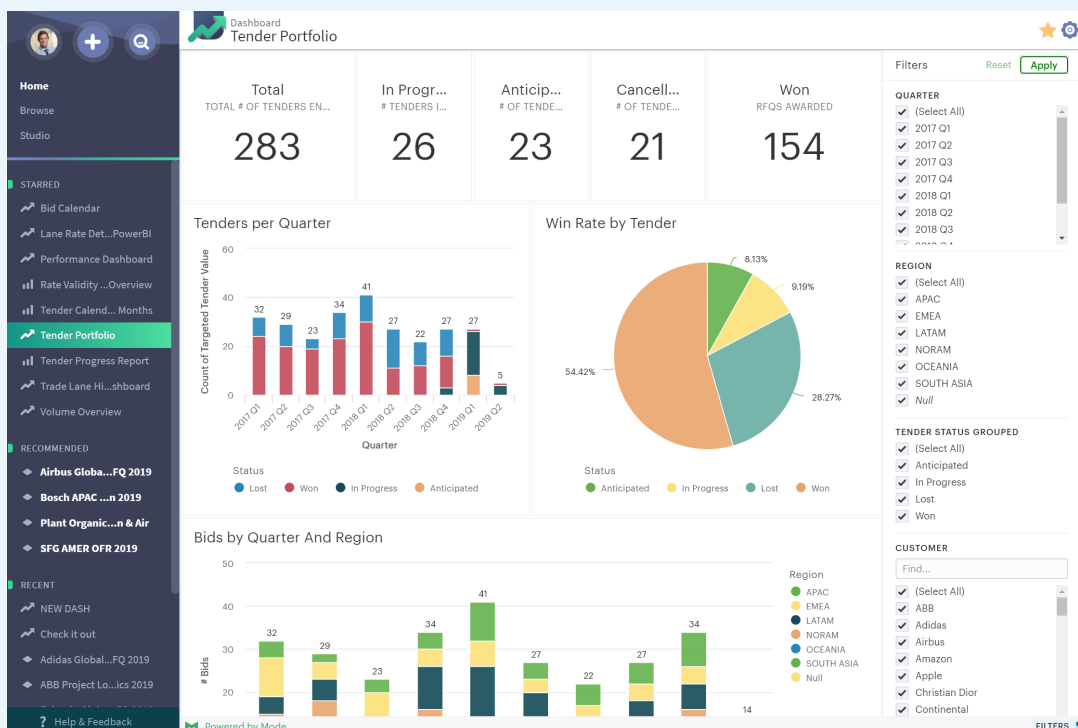 Dashboard
Tender Portfolio
Home
Browse
Studio
STARRED
Bid Calendar
Lane Rate Det...PowerBI
Performance Dashboard
Rate Validity ...Overview
Tender Calend... Months
Tender Portfolio
Tender Progress Report
Trade Lane Hi...shboard
Volume Overview
RECOMMENDED
Airbus Globa...FQ 2019
Bosch APAC ...n 2019
Plant Organic...n & Air
SFG AMER OFR 2019
RECENT
NEW DASH
Check it out
Adidas Global...FQ 2019
ABB Project Lo...ics 2019
? Help & Feedback
Total
TOTAL # OF TENDERS EN...
283
In Progr...
# TENDERS I...
26
Anticip...
# OF TENDE...
23
Cancell...
# OF TENDE...
21
Won
RFQS AWARDED
154
Tenders per Quarter
Count of Targeted Tender Value
60
40
20
0
32
29
23
34
41
27
22
27
27
5
2017 Q1
2017 Q2
2017 Q3
2017 Q4
2018 Q1
2018 Q2
2018 Q3
2018 Q4
2019 Q1
2019 Q2
Quarter
Status
Lost
Won
In Progress
Anticipated
Win Rate by Tender
8.13%
9.19%
28.27%
54.42%
Status
Anticipated
In Progress
Lost
Won
Bids by Quarter And Region
# Bids
50
40
30
20
32
29
23
34
41
27
22
27
34
14
Region
APAC
EMEA
LATAM
NORAM
OCEANIA
SOUTH ASIA
Null
Powered by Mode
Filters
Reset
Apply
QUARTER
(Select All)
2017 Q1
2017 Q2
2017 Q3
2017 Q4
2018 Q1
2018 Q2
2018 Q3
REGION
(Select All)
APAC
EMEA
LATAM
NORAM
OCEANIA
SOUTH ASIA
Null
TENDER STATUS GROUPED
(Select All)
Anticipated
In Progress
Lost
Won
CUSTOMER
Find...
(Select All)
ABB
Adidas
Airbus
Amazon
Apple
Christian Dior
Continental
FILTERS